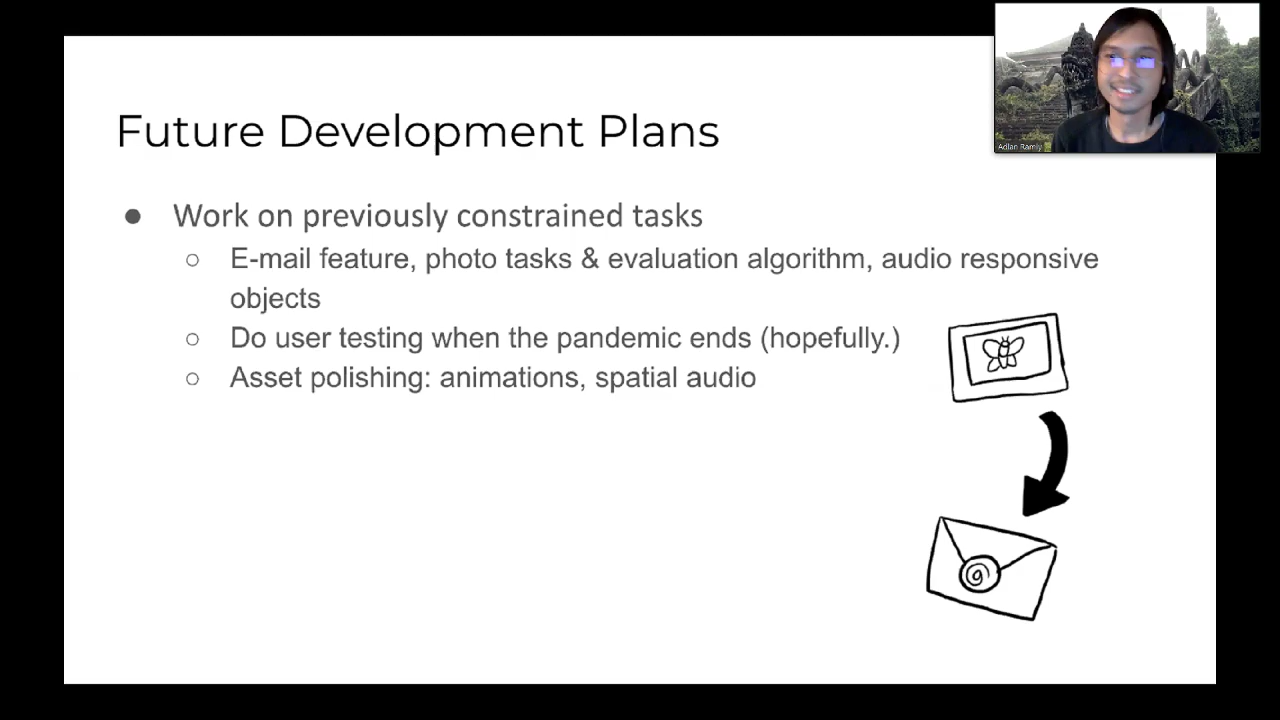 Future Development Plans
Adlan Ramly
● Work on previously constrained tasks
○ E-mail feature, photo tasks & evaluation algorithm, audio responsive
objects
○ Do user testing when the pandemic ends (hopefully.)
○ Asset polishing: animations, spatial audio